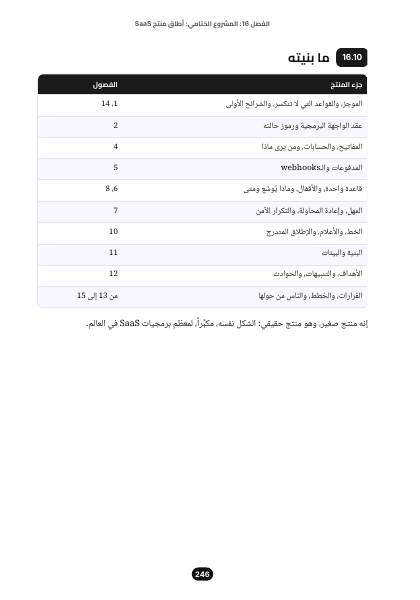 الفصل 16: المشروع الختامي: أطلق منتج SaaS
16.10 ما بنيته
جزء المنتج الفصول
الموجز، والقواعد التي لا تنكسر، والشرائح الأولى 1، 14
عقد الواجهة البرمجية ورموز حالته 2
المفاتيح، والحسابات، ومن يرى ماذا 4
المدفوعات والـwebhooks 5
قاعدة واحدة، والأقفال، وماذا يُوسَّع ومتى 6، 8
المهل، وإعادة المحاولة، والتكرار الآمن 7
الخط، والأعلام، والإطلاق المتدرج 10
البنية والبيئات 11
الأهداف، والتنبيهات، والحوادث 12
القرارات، والخطط، والناس من حولها من 13 إلى 15
إنه منتج صغير، وهو منتج حقيقي: الشكل نفسه، مكبَّراً، لمعظم برمجيات SaaS في العالم.
246